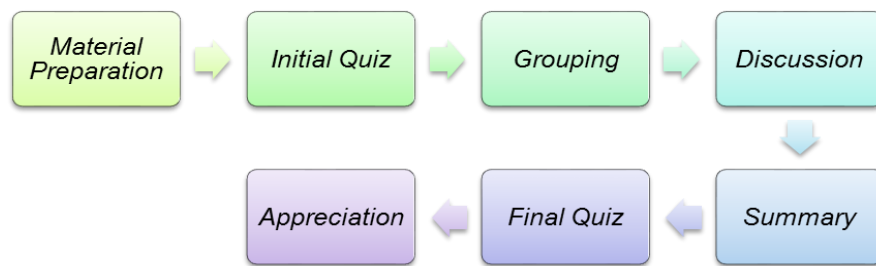 Material
Preparation
Initial Quiz
Grouping
Discussion
Summary
Final Quiz
Appreciation